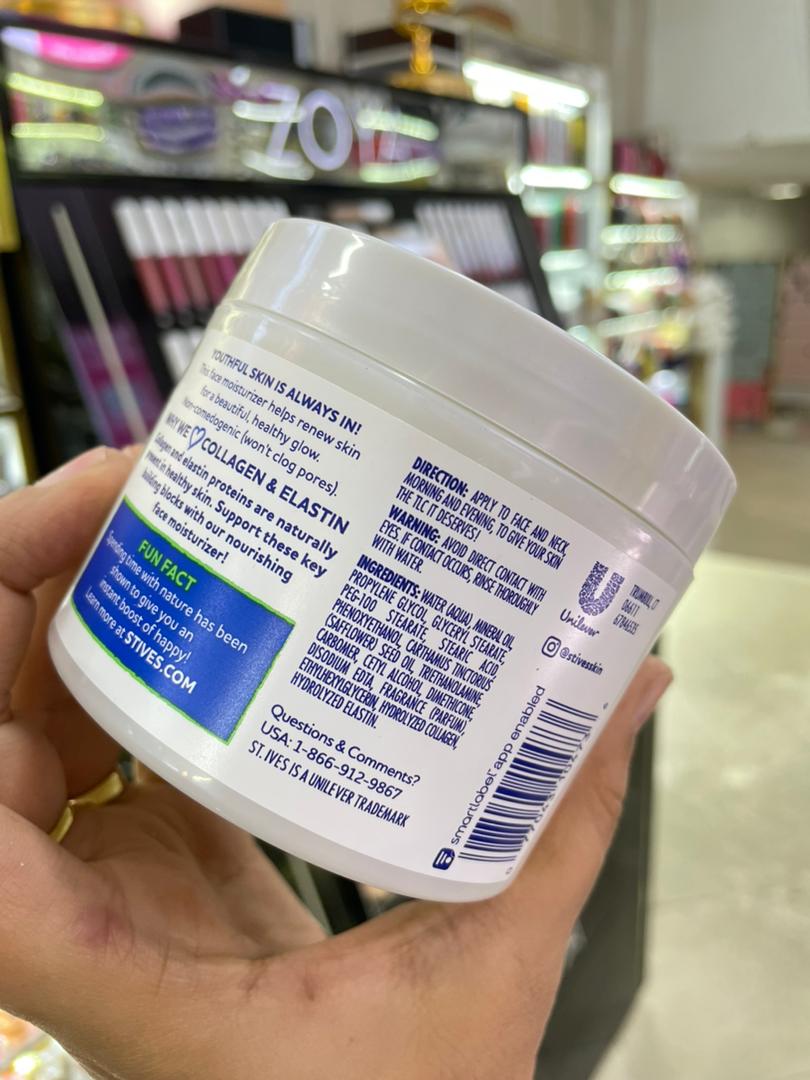 YOUTHFUL SKIN IS ALWAYS IN!
This face moisturizer helps renew skin
for a beautiful, healthy glow.
Non-comedogenic (won't clog pores).
WHY WE COLLAGEN & ELASTIN
Collagen and elastin proteins are naturally
present in healthy skin. Support these key
building blocks with our nourishing
face moisturizer!
FUN FACT
Spending time with nature has been
shown to give you an
instant boost of happy!
Learn more at STIVES.COM
DIRECTION: APPLY TO FACE AND NECK,
MORNING AND EVENING, TO GIVE YOUR SKIN
THE TLC IT DESERVES!
WARNING: AVOID DIRECT CONTACT WITH
EYES. IF CONTACT OCCURS, RINSE THOROUGHLY
WITH WATER.
INGREDIENTS: WATER (AQUA), MINERAL OIL,
PROPYLENE GLYCOL, GLYCERYL STEARATE,
PEG-100 STEARATE, STEARIC ACID,
PHENOXYETHANOL, CARTHAMUS TINCTORIUS
(SAFFLOWER) SEED OIL, TRIETHANOLAMINE,
CARBOMER, CETYL ALCOHOL, DIMETHICONE,
DISODIUM EDTA, FRAGRANCE (PARFUM),
ETHYLHEXYLGLYCERIN, HYDROLYZED COLLAGEN,
HYDROLYZED ELASTIN.
Questions & Comments?
USA: 1-866-912-9867
ST. IVES IS A UNILEVER TRADEMARK
Unilever
TRUMBULL, CT
06611
@stivesskin
smartlabel app enabled